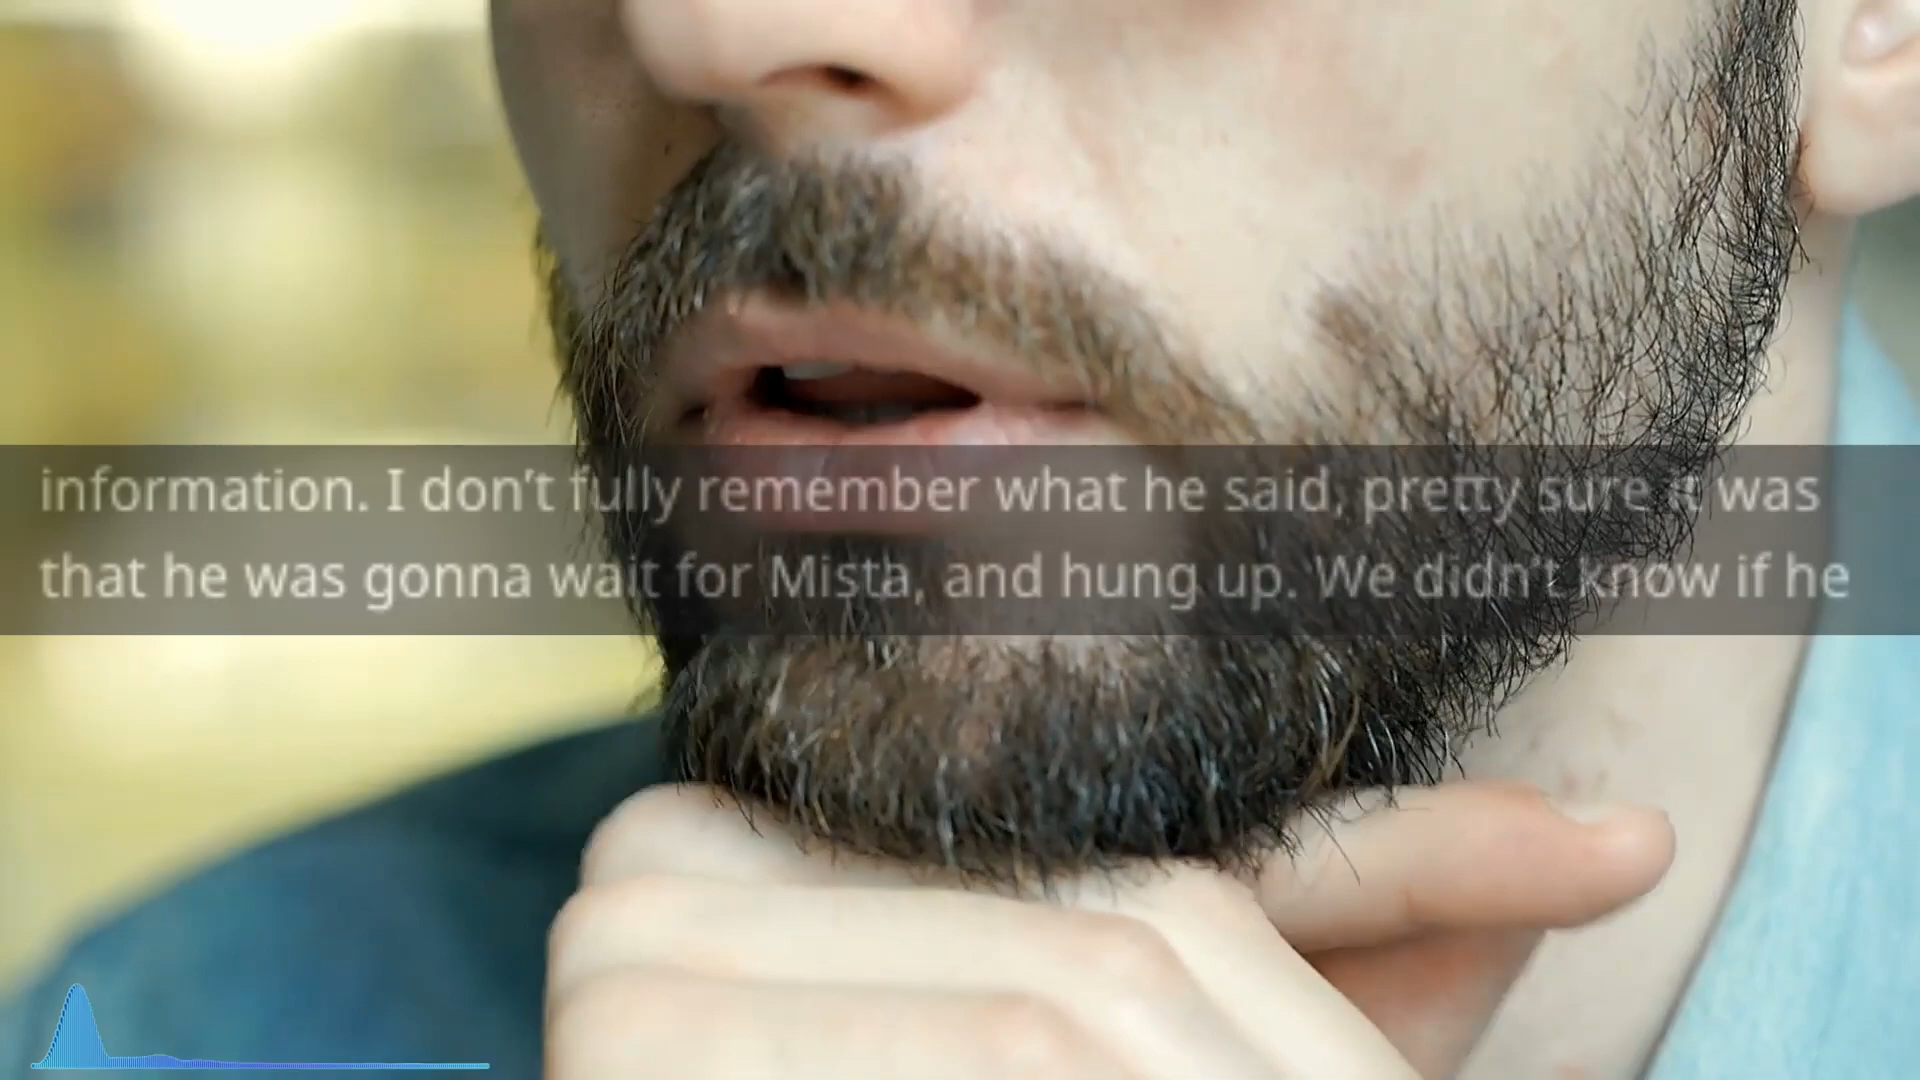 information. I don’t fully remember what he said, pretty sure it was
that he was gonna wait for Mista, and hung up. We didn’t know if he